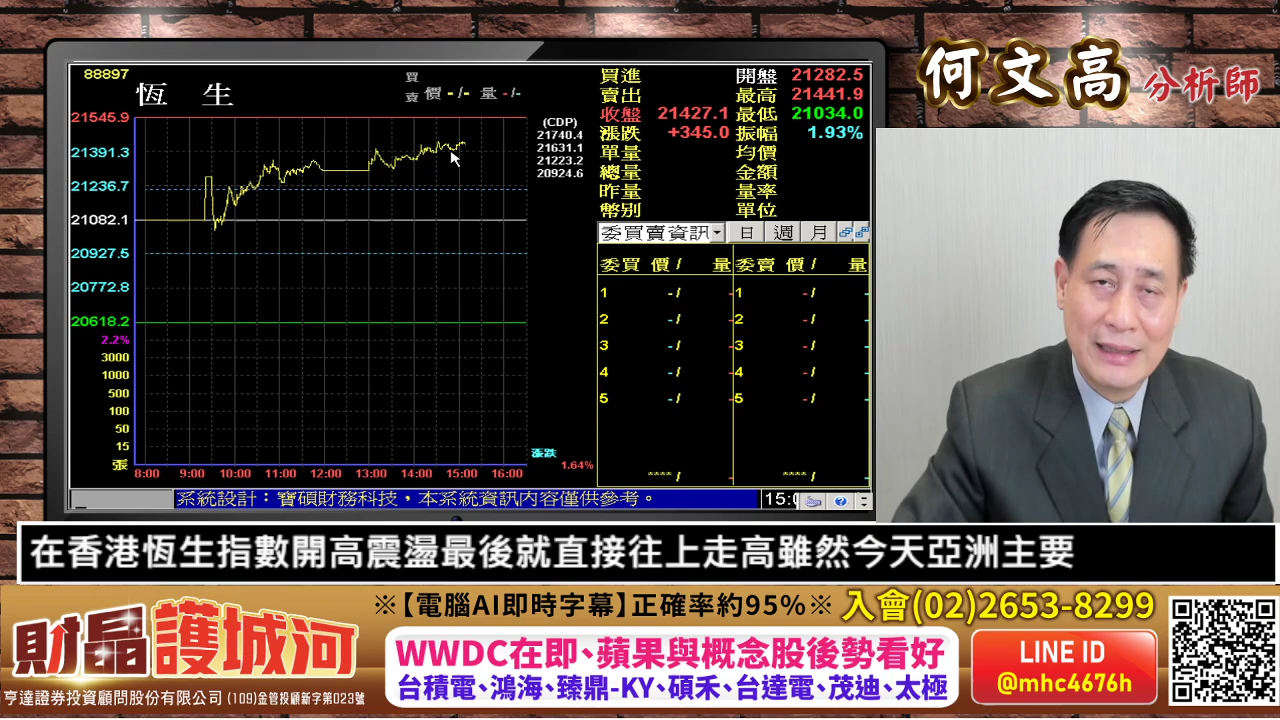 88897
恆 生
買
賣 價 - / - 量 - / -
21545.9
21391.3
21236.7
21082.1
20927.5
20772.8
20618.2
2.2%
3000
1000
500
100
50
15
張
8:00 9:00 10:00 11:00 12:00 13:00 14:00 15:00 16:00
(CDP)
21740.4
21631.1
21223.2
20924.6
漲跌
1.64%
買進 開盤 21282.5
賣出 最高 21441.9
收盤 21427.1 最低 21034.0
漲跌 +345.0 振幅 1.93%
單量 均價
總量 金額
昨量 量率
幣別 單位
委買賣資訊 日 週 月
委買 價 / 量 委賣 價 / 量
1 - / - 1 - / -
2 - / - 2 - / -
3 - / - 3 - / -
4 - / - 4 - / -
5 - / - 5 - / -
**** / **** /
系統設計：寶碩財務科技，本系統資訊內容僅供參考。
15:0
何文高 分析師
在香港恆生指數開高震盪最後就直接往上走高雖然今天亞洲主要
※【電腦AI即時字幕】正確率約95%※ 入會(02)2653-8299
財晶護城河
亨達證券投資顧問股份有限公司 (109)金管投顧新字第023號
WWDC在即、蘋果與概念股後勢看好
台積電、鴻海、臻鼎-KY、碩禾、台達電、茂迪、太極
LINE ID
@mhc4676h